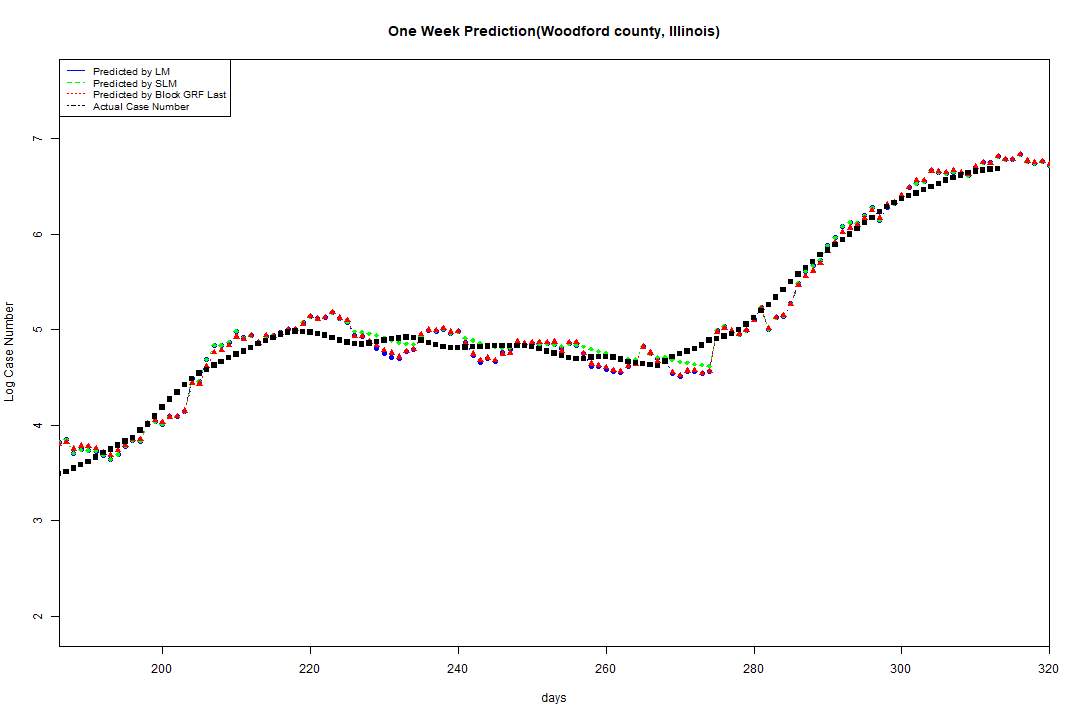 One Week Prediction(Woodford county, Illinois)
Predicted by LM
Predicted by SLM
Predicted by Block GRF Last
Actual Case Number
7
6
5
4
3
2
Log Case Number
200 220 240 260 280 300 320
days